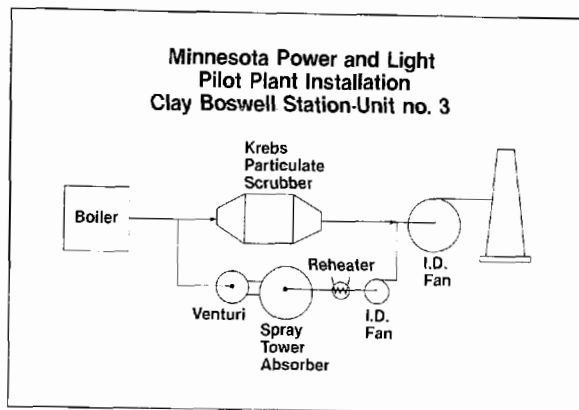 Minnesota Power and Light
Pilot Plant Installation
Clay Boswell Station-Unit no. 3
Krebs
Particulate
Scrubber
Boiler
I.D.
Fan
Reheater
Venturi
Spray
Tower
Absorber
I.D.
Fan